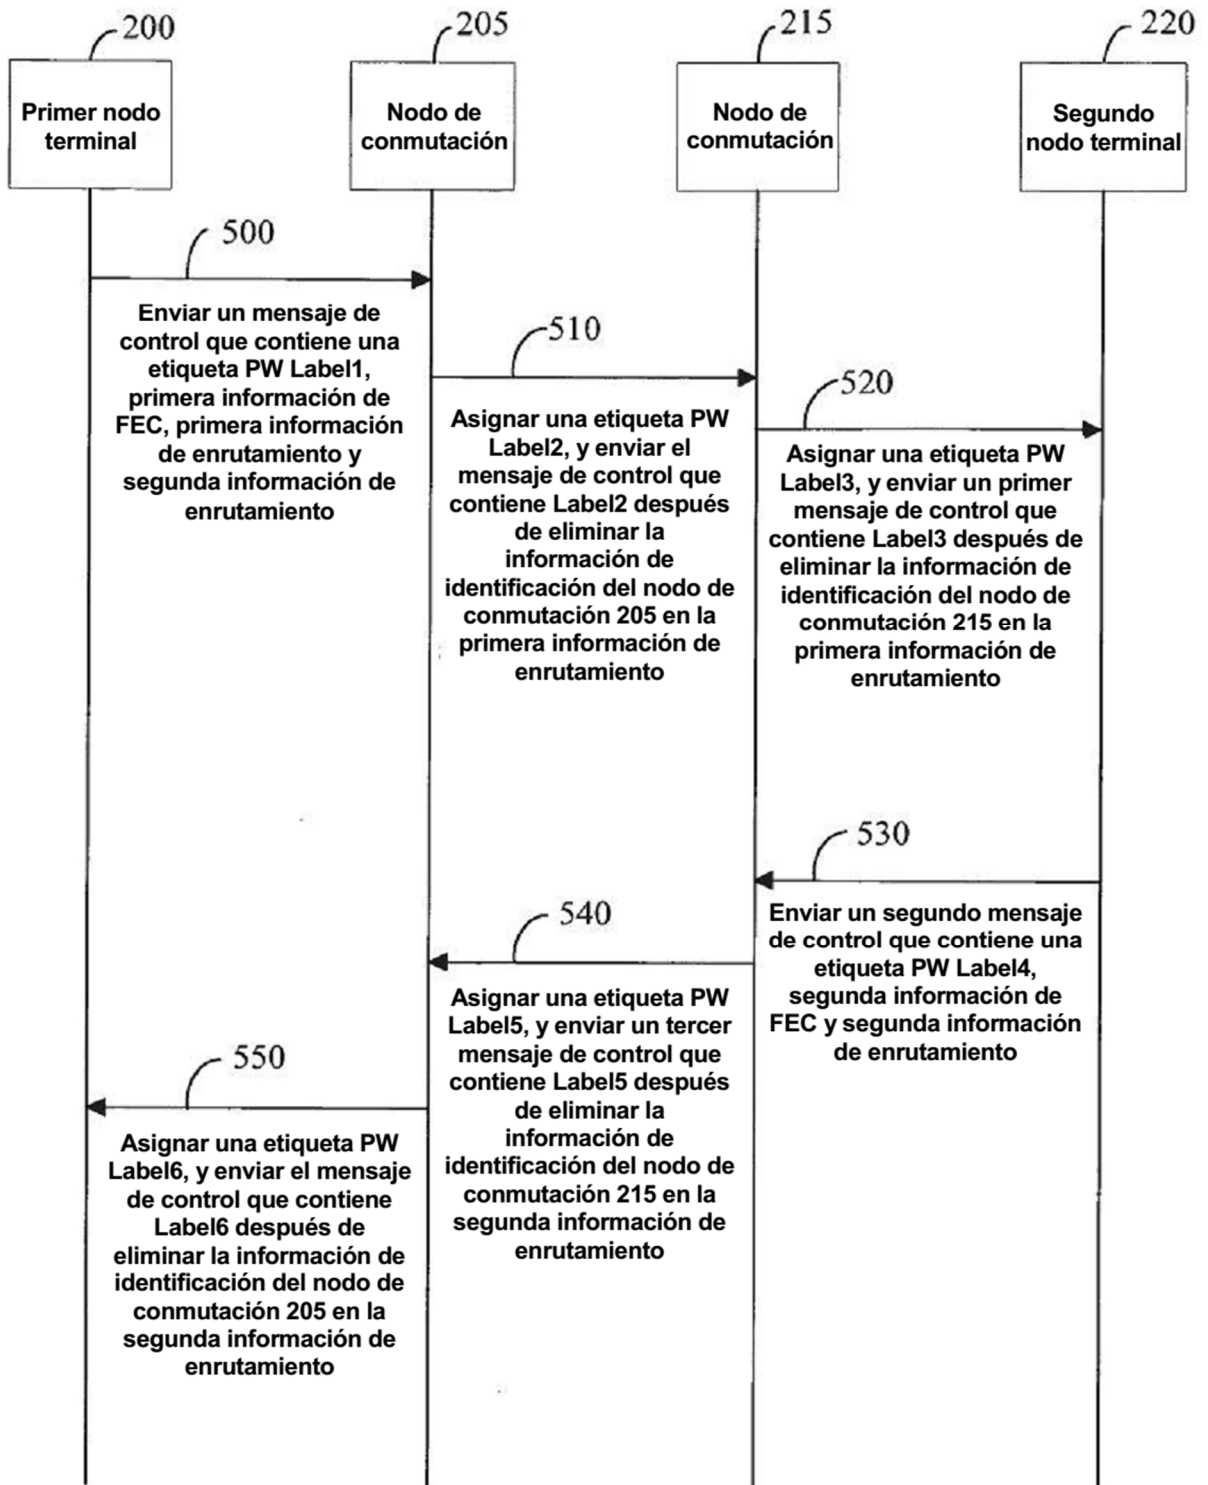 200
205
215
220
Primer nodo
terminal
Nodo de
conmutación
Nodo de
conmutación
Segundo
nodo terminal
500
Enviar un mensaje de
control que contiene una
etiqueta PW Label1,
primera información de
FEC, primera información
de enrutamiento y
segunda información de
enrutamiento
510
Asignar una etiqueta PW
Label2, y enviar el
mensaje de control que
contiene Label2 después
de eliminar la
información de
identificación del nodo de
conmutación 205 en la
primera información de
enrutamiento
520
Asignar una etiqueta PW
Label3, y enviar un primer
mensaje de control que
contiene Label3 después de
eliminar la información de
identificación del nodo de
conmutación 215 en la
primera información de
enrutamiento
530
Enviar un segundo mensaje
de control que contiene una
etiqueta PW Label4,
segunda información de
FEC y segunda información
de enrutamiento
540
Asignar una etiqueta PW
Label5, y enviar un tercer
mensaje de control que
contiene Label5 después
de eliminar la
información de
identificación del nodo de
conmutación 215 en la
segunda información de
enrutamiento
550
Asignar una etiqueta PW
Label6, y enviar el mensaje
de control que contiene
Label6 después de
eliminar la información de
identificación del nodo de
conmutación 205 en la
segunda información de
enrutamiento